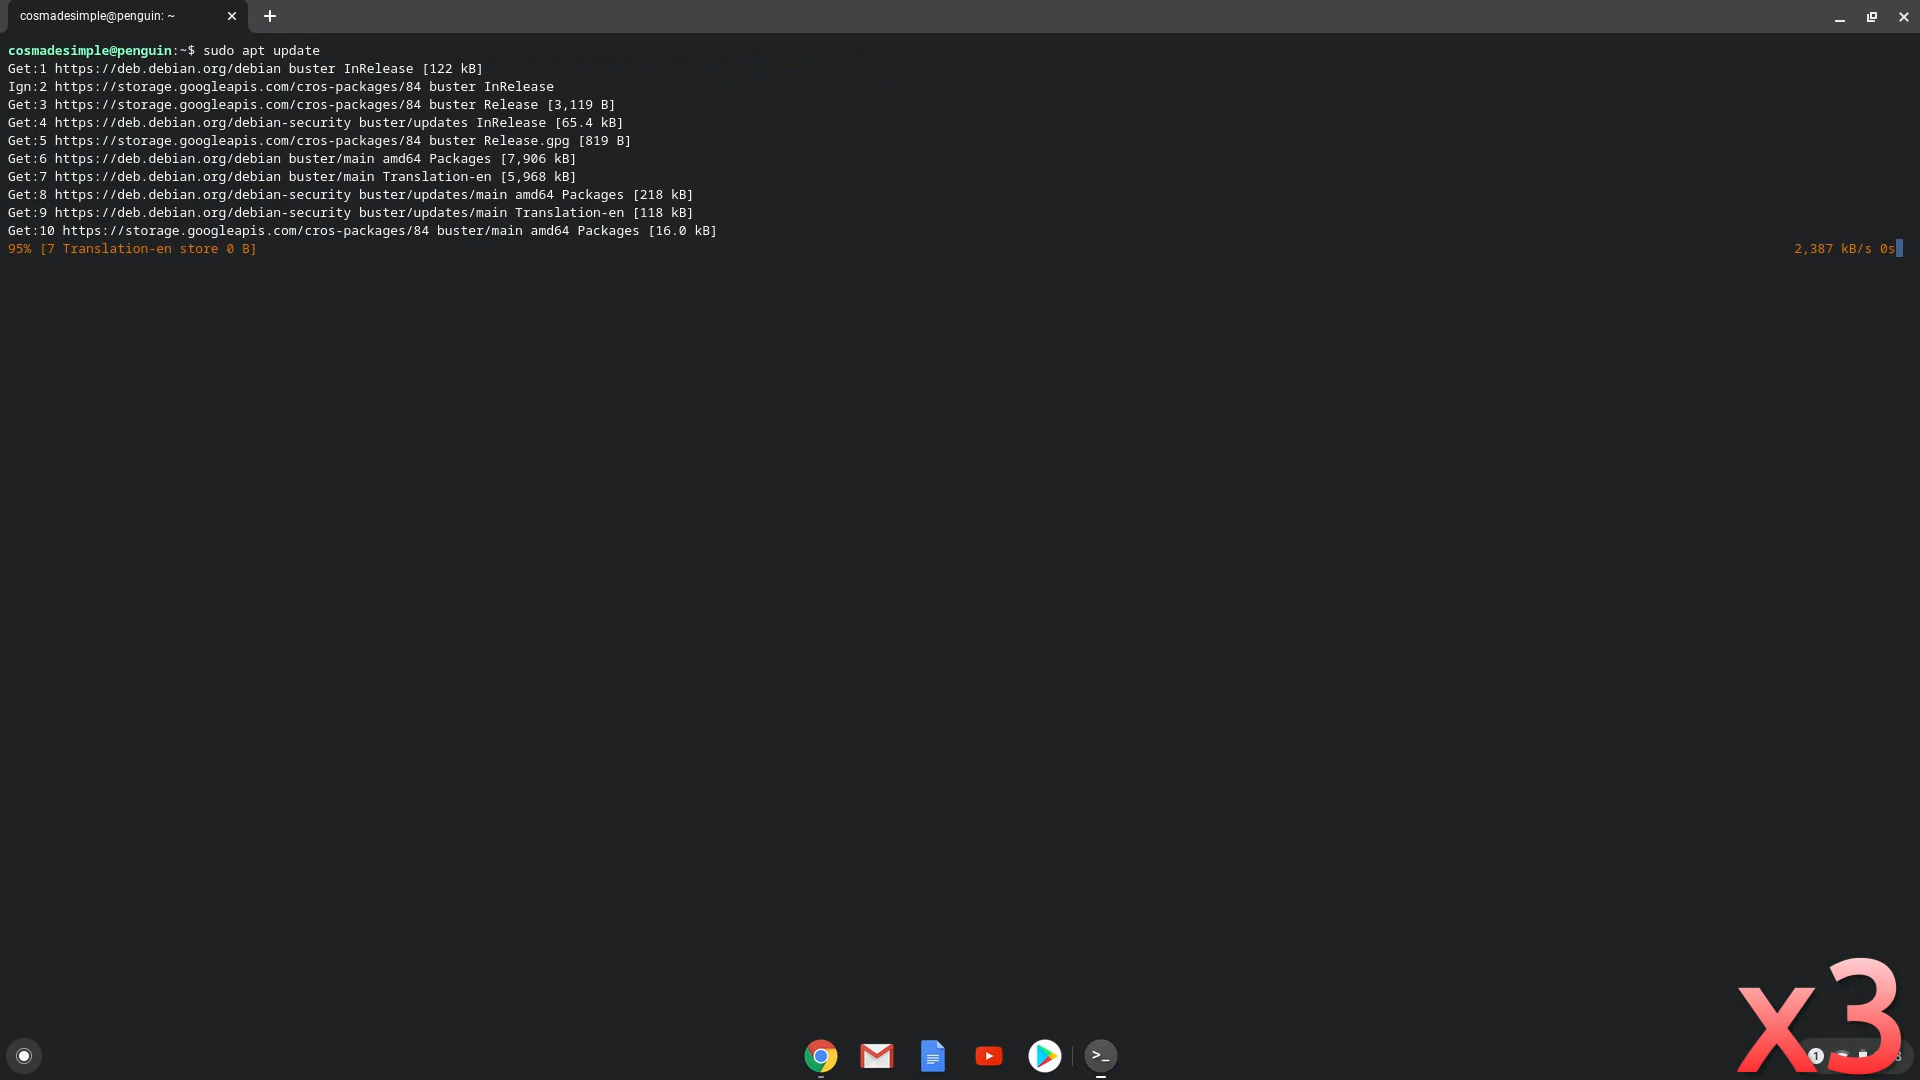 cosmadesimple@penguin: ~
cosmadesimple@penguin:~$ sudo apt update
Get:1 https://deb.debian.org/debian buster InRelease [122 kB]
Ign:2 https://storage.googleapis.com/cros-packages/84 buster InRelease
Get:3 https://storage.googleapis.com/cros-packages/84 buster Release [3,119 B]
Get:4 https://deb.debian.org/debian-security buster/updates InRelease [65.4 kB]
Get:5 https://storage.googleapis.com/cros-packages/84 buster Release.gpg [819 B]
Get:6 https://deb.debian.org/debian buster/main amd64 Packages [7,906 kB]
Get:7 https://deb.debian.org/debian buster/main Translation-en [5,968 kB]
Get:8 https://deb.debian.org/debian-security buster/updates/main amd64 Packages [218 kB]
Get:9 https://deb.debian.org/debian-security buster/updates/main Translation-en [118 kB]
Get:10 https://storage.googleapis.com/cros-packages/84 buster/main amd64 Packages [16.0 kB]
95% [7 Translation-en store 0 B] 2,387 kB/s 0s
>_
x3
1